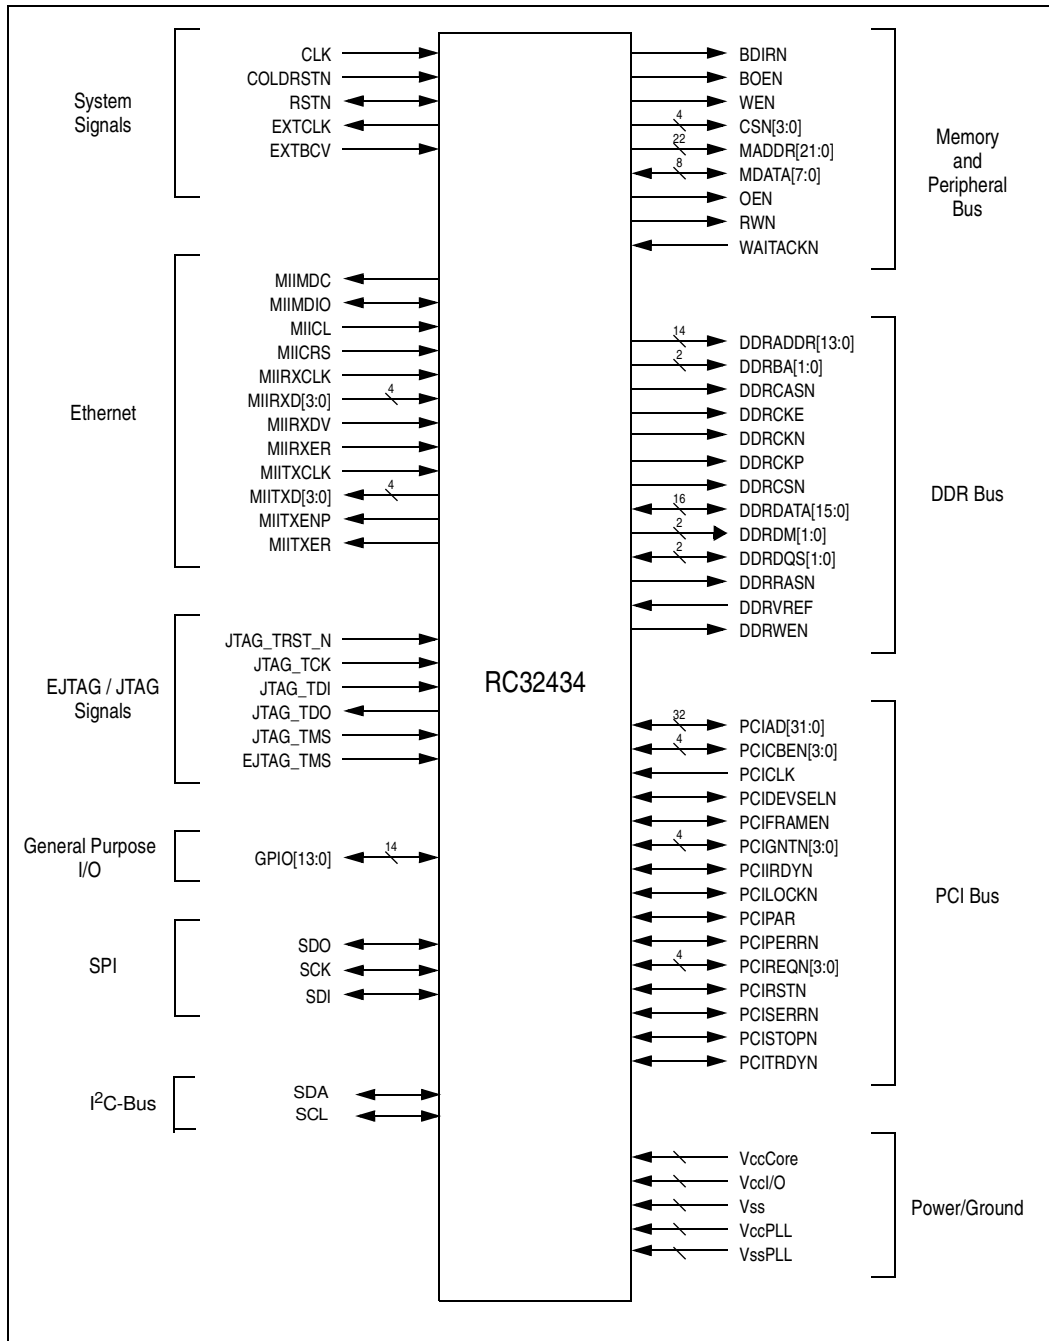 System
Signals
CLK
COLDRSTN
RSTN
EXTCLK
EXTBCV
Ethernet
MIIMDC
MIIMDIO
MIICL
MIICRS
MIIRXCLK
MIIRXD[3:0]
4
MIIRXDV
MIIRXER
MIITXCLK
MIITXD[3:0]
4
MIITXENP
MIITXER
EJTAG / JTAG
Signals
JTAG_TRST_N
JTAG_TCK
JTAG_TDI
JTAG_TDO
JTAG_TMS
EJTAG_TMS
General Purpose
I/O
GPIO[13:0]
14
SPI
SDO
SCK
SDI
I²C-Bus
SDA
SCL
RC32434
BDIRN
BOEN
WEN
4
CSN[3:0]
22
MADDR[21:0]
8
MDATA[7:0]
OEN
RWN
WAITACKN
Memory
and
Peripheral
Bus
14
DDRADDR[13:0]
2
DDRBA[1:0]
DDRCASN
DDRCKE
DDRCKN
DDRCKP
DDRCSN
16
DDRDATA[15:0]
2
DDRDM[1:0]
2
DDRDQS[1:0]
DDRRASN
DDRVREF
DDRWEN
DDR Bus
32
PCIAD[31:0]
4
PCICBEN[3:0]
PCICLK
PCIDEVSELN
PCIFRAMEN
4
PCIGNTN[3:0]
PCIIRDYN
PCILOCKN
PCIPAR
PCIPERRN
4
PCIREQN[3:0]
PCIRSTN
PCISERRN
PCISTOPN
PCITRDYN
PCI Bus
VccCore
VccI/O
Vss
VccPLL
VssPLL
Power/Ground